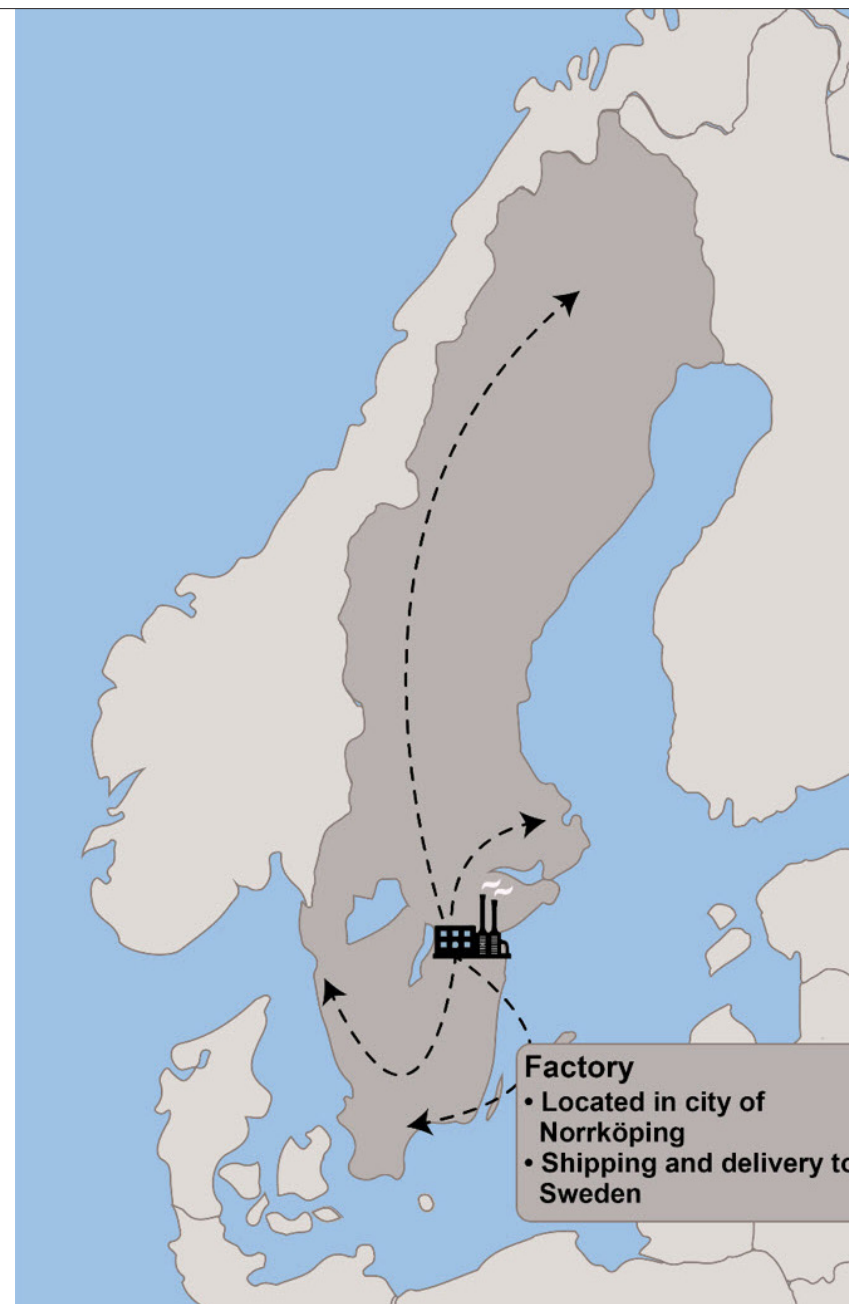 Factory
• Located in city of
Norrköping
• Shipping and delivery to
Sweden